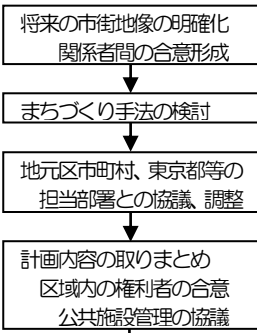 将来の市街地像の明確化
関係者間の合意形成
まちづくり手法の検討
地元区市町村、東京都等の
担当部署との協議、調整
計画内容の取りまとめ
区域内の権利者の合意
公共施設管理の協議